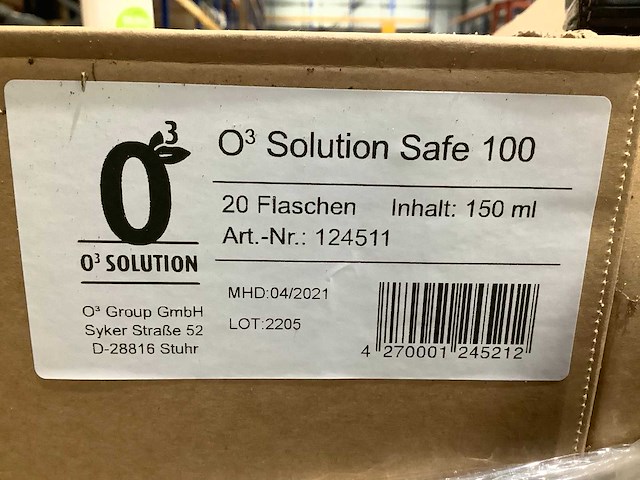 O³ Solution Safe 100
20 Flaschen Inhalt: 150 ml
Art.-Nr.: 124511
3
O
O³ SOLUTION
O³ Group GmbH
Syker Straße 52
D-28816 Stuhr
MHD:04/2021
LOT:2205
4 270001 245212